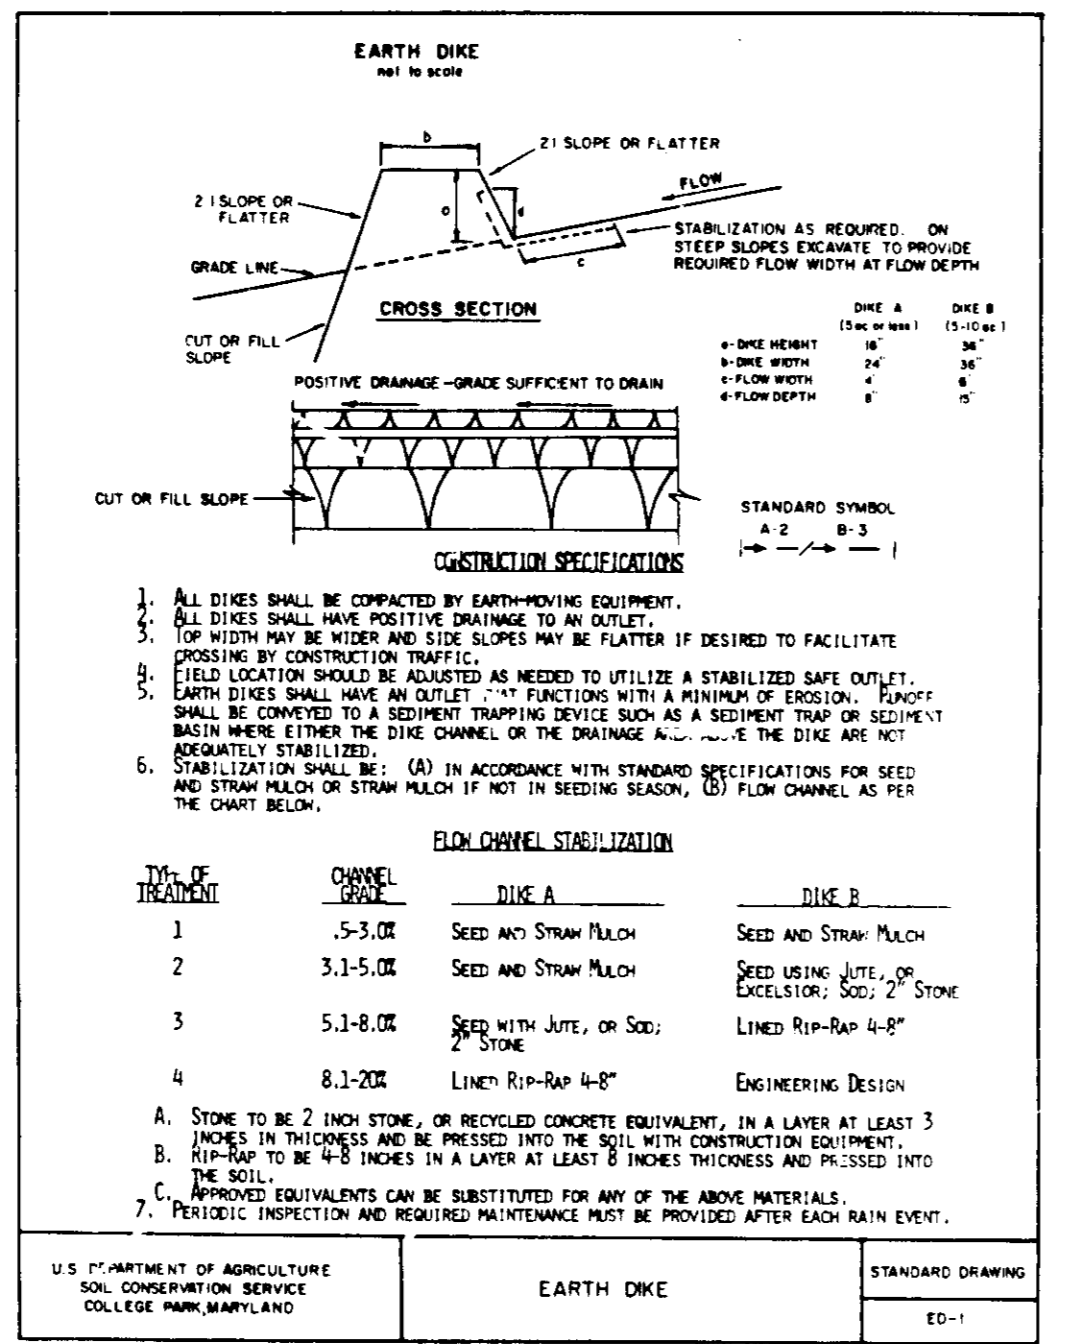 EARTH DIKE
not to scale
b
2:1 SLOPE OR FLATTER
FLOW
2:1 SLOPE OR
FLATTER
a
d
STABILIZATION AS REQUIRED. ON
STEEP SLOPES EXCAVATE TO PROVIDE
REQUIRED FLOW WIDTH AT FLOW DEPTH
c
GRADE LINE
CROSS SECTION
CUT OR FILL
SLOPE
DIKE A DIKE B
(5ac or less) (5-10ac)
a-DIKE HEIGHT 18" 36"
b-DIKE WIDTH 24" 36"
c-FLOW WIDTH 4' 6'
d-FLOW DEPTH 8" 15"
POSITIVE DRAINAGE-GRADE SUFFICIENT TO DRAIN
CUT OR FILL SLOPE
STANDARD SYMBOL
A-2 B-3
CONSTRUCTION SPECIFICATIONS
1. ALL DIKES SHALL BE COMPACTED BY EARTH-MOVING EQUIPMENT.
2. ALL DIKES SHALL HAVE POSITIVE DRAINAGE TO AN OUTLET.
3. TOP WIDTH MAY BE WIDER AND SIDE SLOPES MAY BE FLATTER IF DESIRED TO FACILITATE
CROSSING BY CONSTRUCTION TRAFFIC.
4. FIELD LOCATION SHOULD BE ADJUSTED AS NEEDED TO UTILIZE A STABILIZED SAFE OUTLET.
5. EARTH DIKES SHALL HAVE AN OUTLET THAT FUNCTIONS WITH A MINIMUM OF EROSION. RUNOFF
SHALL BE CONVEYED TO A SEDIMENT TRAPPING DEVICE SUCH AS A SEDIMENT TRAP OR SEDIMENT
BASIN WHERE EITHER THE DIKE CHANNEL OR THE DRAINAGE AREA ABOVE THE DIKE ARE NOT
ADEQUATELY STABILIZED.
6. STABILIZATION SHALL BE: (A) IN ACCORDANCE WITH STANDARD SPECIFICATIONS FOR SEED
AND STRAW MULCH OR STRAW MULCH IF NOT IN SEEDING SEASON, (B) FLOW CHANNEL AS PER
THE CHART BELOW.
FLOW CHANNEL STABILIZATION
TYPE OF CHANNEL
TREATMENT GRADE DIKE A DIKE B
1 .5-3.0% SEED AND STRAW MULCH SEED AND STRAW MULCH
2 3.1-5.0% SEED AND STRAW MULCH SEED USING JUTE, OR
EXCELSIOR; SOD; 2" STONE
3 5.1-8.0% SEED WITH JUTE, OR SOD; LINED RIP-RAP 4-8"
2" STONE
4 8.1-20% LINED RIP-RAP 4-8" ENGINEERING DESIGN
A. STONE TO BE 2 INCH STONE, OR RECYCLED CONCRETE EQUIVALENT, IN A LAYER AT LEAST 3
INCHES IN THICKNESS AND BE PRESSED INTO THE SOIL WITH CONSTRUCTION EQUIPMENT.
B. RIP-RAP TO BE 4-8 INCHES IN A LAYER AT LEAST 8 INCHES THICKNESS AND PRESSED INTO
THE SOIL.
C. APPROVED EQUIVALENTS CAN BE SUBSTITUTED FOR ANY OF THE ABOVE MATERIALS.
7. PERIODIC INSPECTION AND REQUIRED MAINTENANCE MUST BE PROVIDED AFTER EACH RAIN EVENT.
U.S. DEPARTMENT OF AGRICULTURE
SOIL CONSERVATION SERVICE
COLLEGE PARK, MARYLAND
EARTH DIKE
STANDARD DRAWING
ED-1